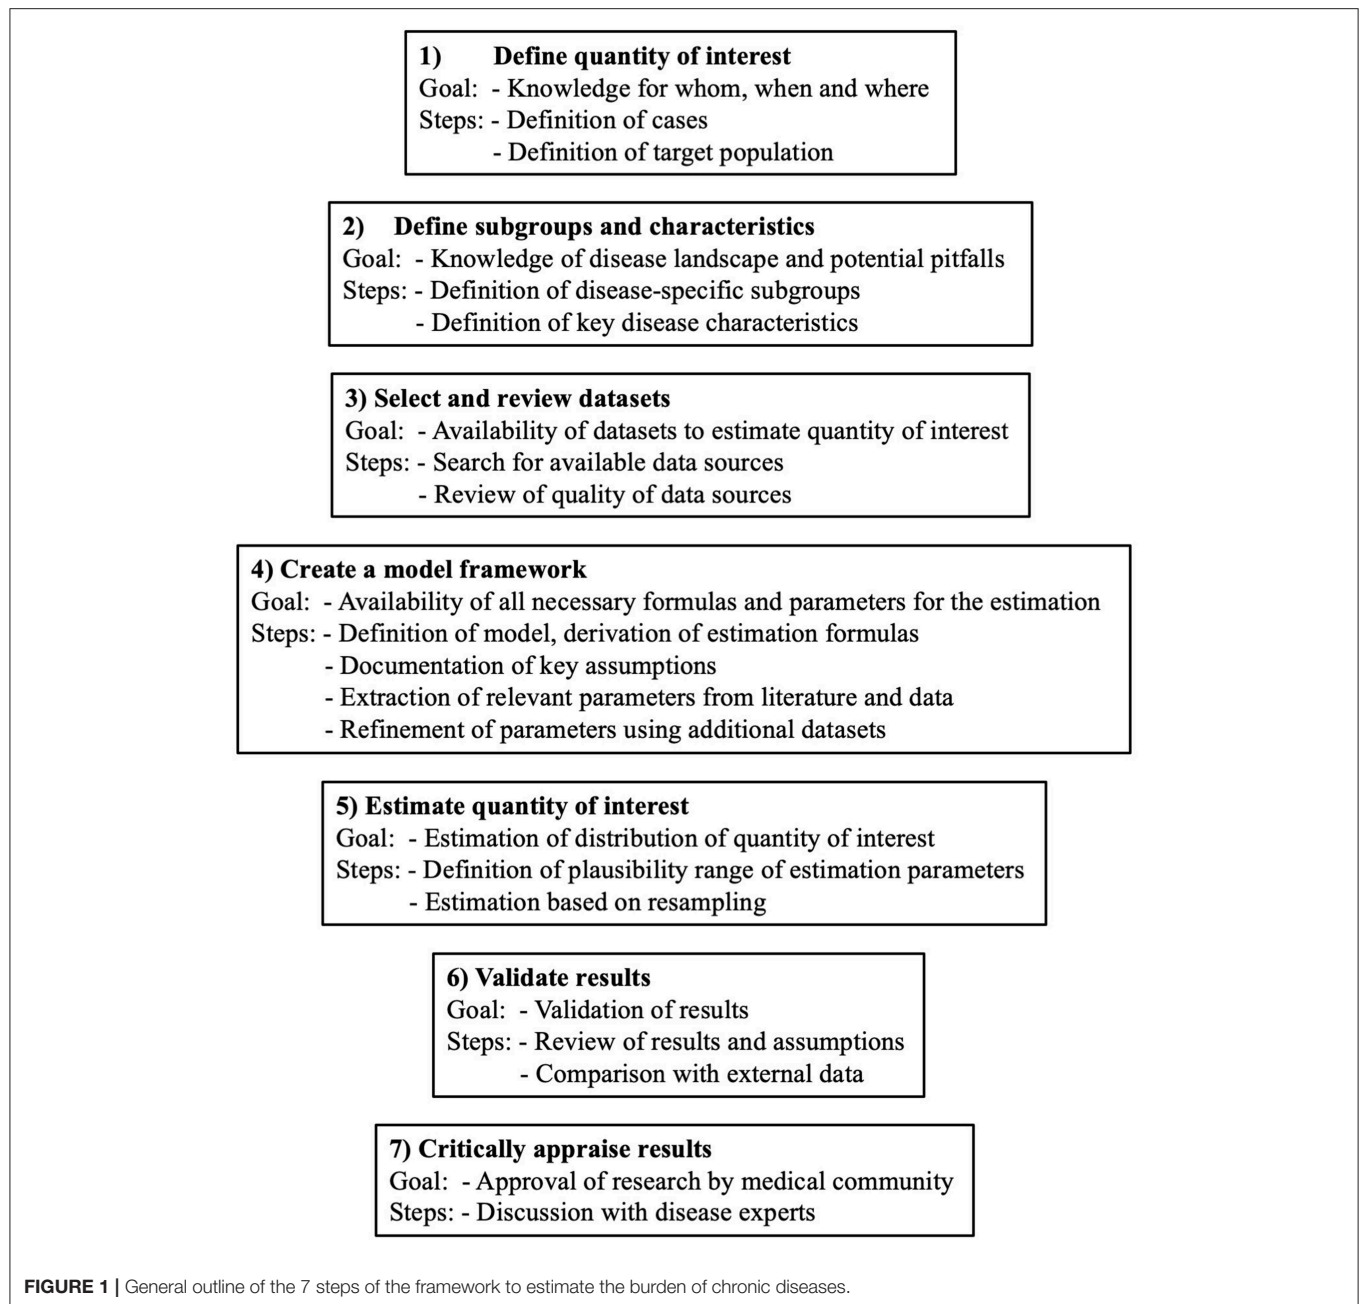 1) Define quantity of interest
Goal: - Knowledge for whom, when and where
Steps: - Definition of cases
- Definition of target population
2) Define subgroups and characteristics
Goal: - Knowledge of disease landscape and potential pitfalls
Steps: - Definition of disease-specific subgroups
- Definition of key disease characteristics
3) Select and review datasets
Goal: - Availability of datasets to estimate quantity of interest
Steps: - Search for available data sources
- Review of quality of data sources
4) Create a model framework
Goal: - Availability of all necessary formulas and parameters for the estimation
Steps: - Definition of model, derivation of estimation formulas
- Documentation of key assumptions
- Extraction of relevant parameters from literature and data
- Refinement of parameters using additional datasets
5) Estimate quantity of interest
Goal: - Estimation of distribution of quantity of interest
Steps: - Definition of plausibility range of estimation parameters
- Estimation based on resampling
6) Validate results
Goal: - Validation of results
Steps: - Review of results and assumptions
- Comparison with external data
7) Critically appraise results
Goal: - Approval of research by medical community
Steps: - Discussion with disease experts
FIGURE 1 | General outline of the 7 steps of the framework to estimate the burden of chronic diseases.